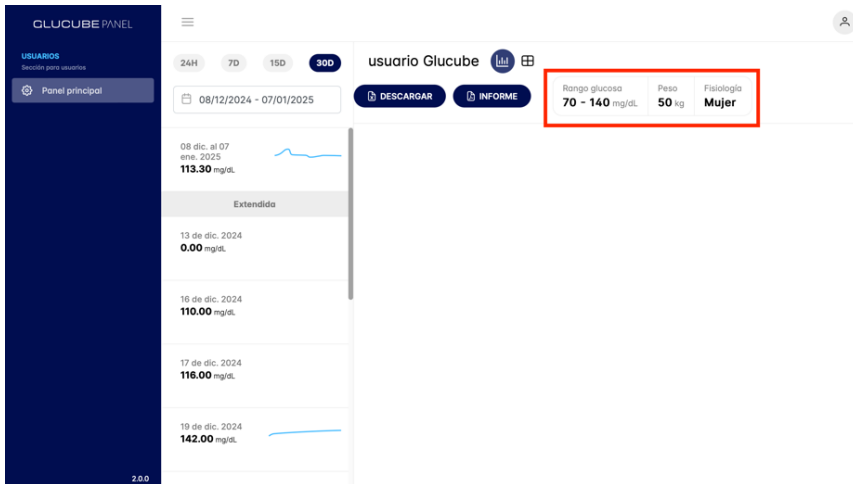 GLUCUBE PANEL
USUARIOS
Sección para usuarios
Panel principal
2.0.0
24H 7D 15D 30D
08/12/2024 - 07/01/2025
08 dic. al 07
ene. 2025
113.30 mg/dL
Extendida
13 de dic. 2024
0.00 mg/dL
16 de dic. 2024
110.00 mg/dL
17 de dic. 2024
116.00 mg/dL
19 de dic. 2024
142.00 mg/dL
usuario Glucube
DESCARGAR INFORME
Rango glucosa Peso Fisiología
70 - 140 mg/dL 50 kg Mujer